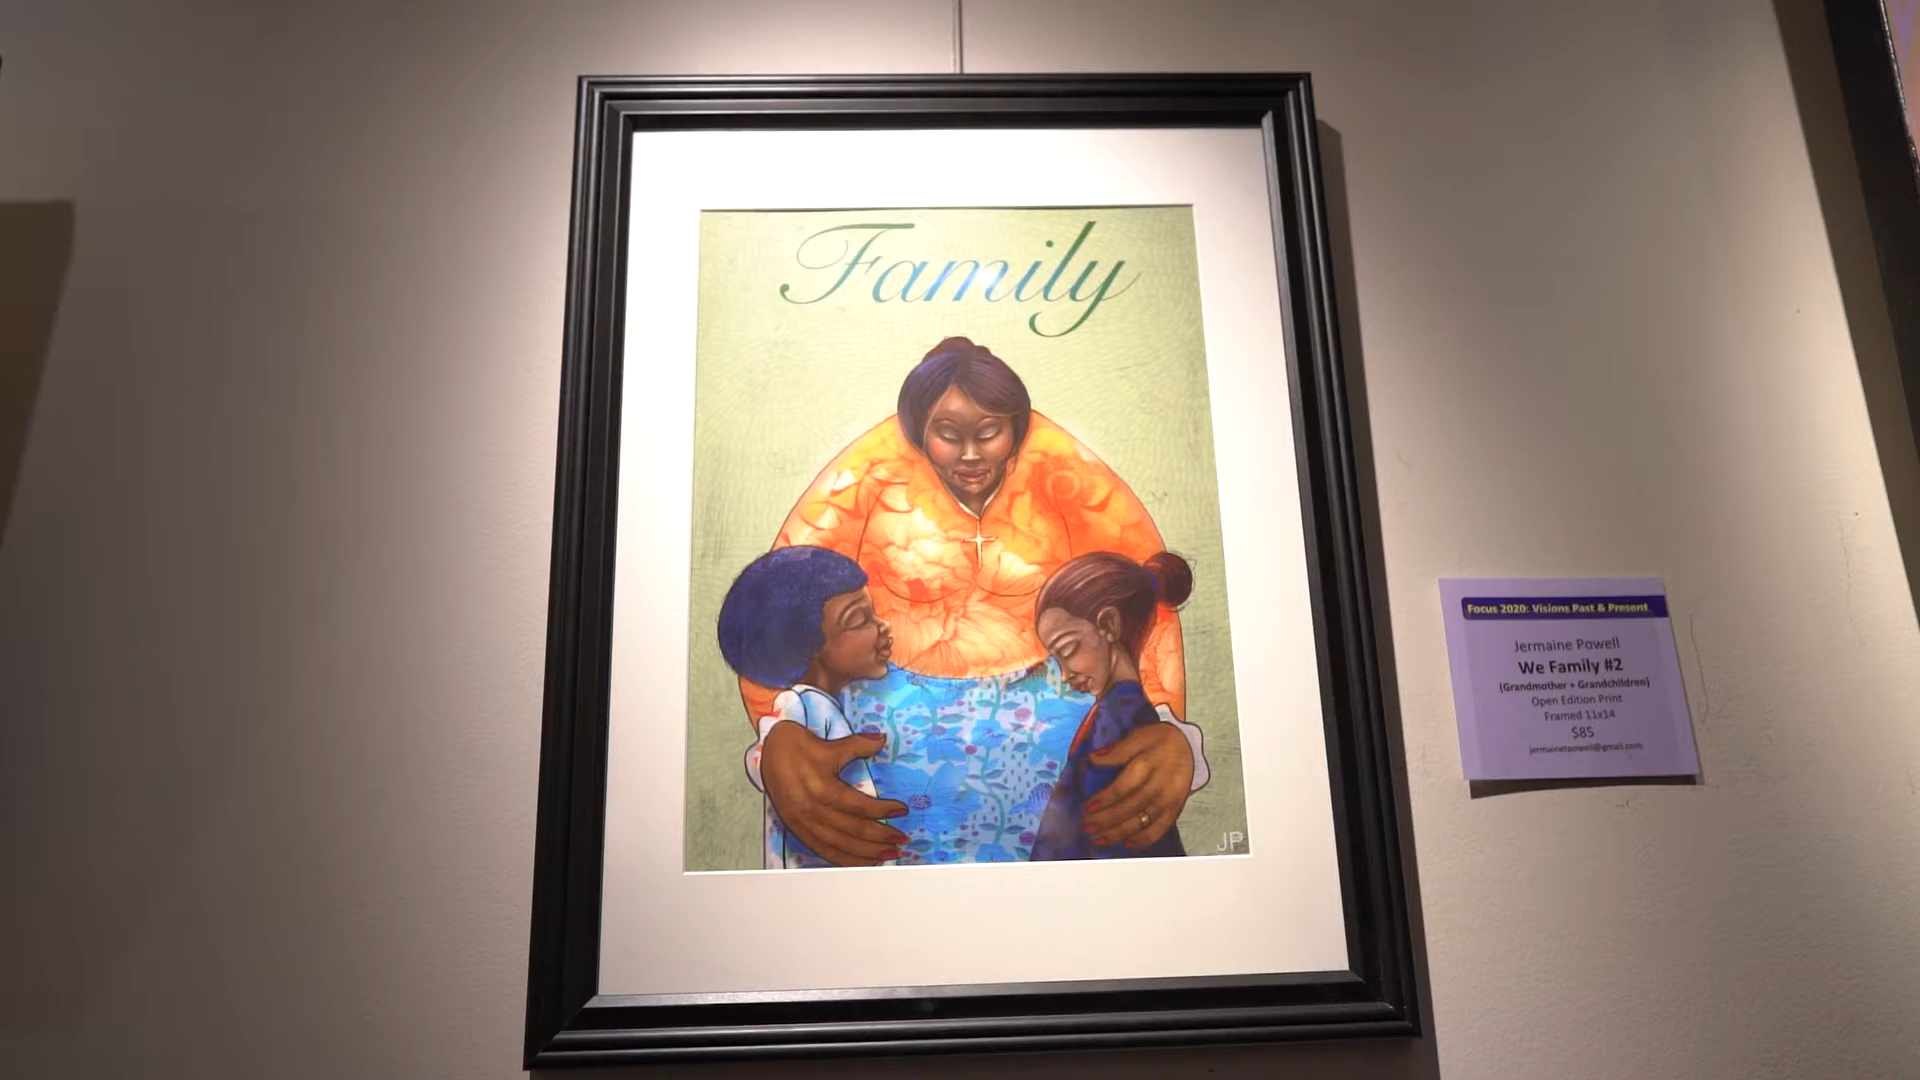 Family
JP
Focus 2020: Visions Past & Present
Jermaine Powell
We Family #2
(Grandmother + Grandchildren)
Open Edition Print
Framed 11x14
$85
jermainetpowell@gmail.com